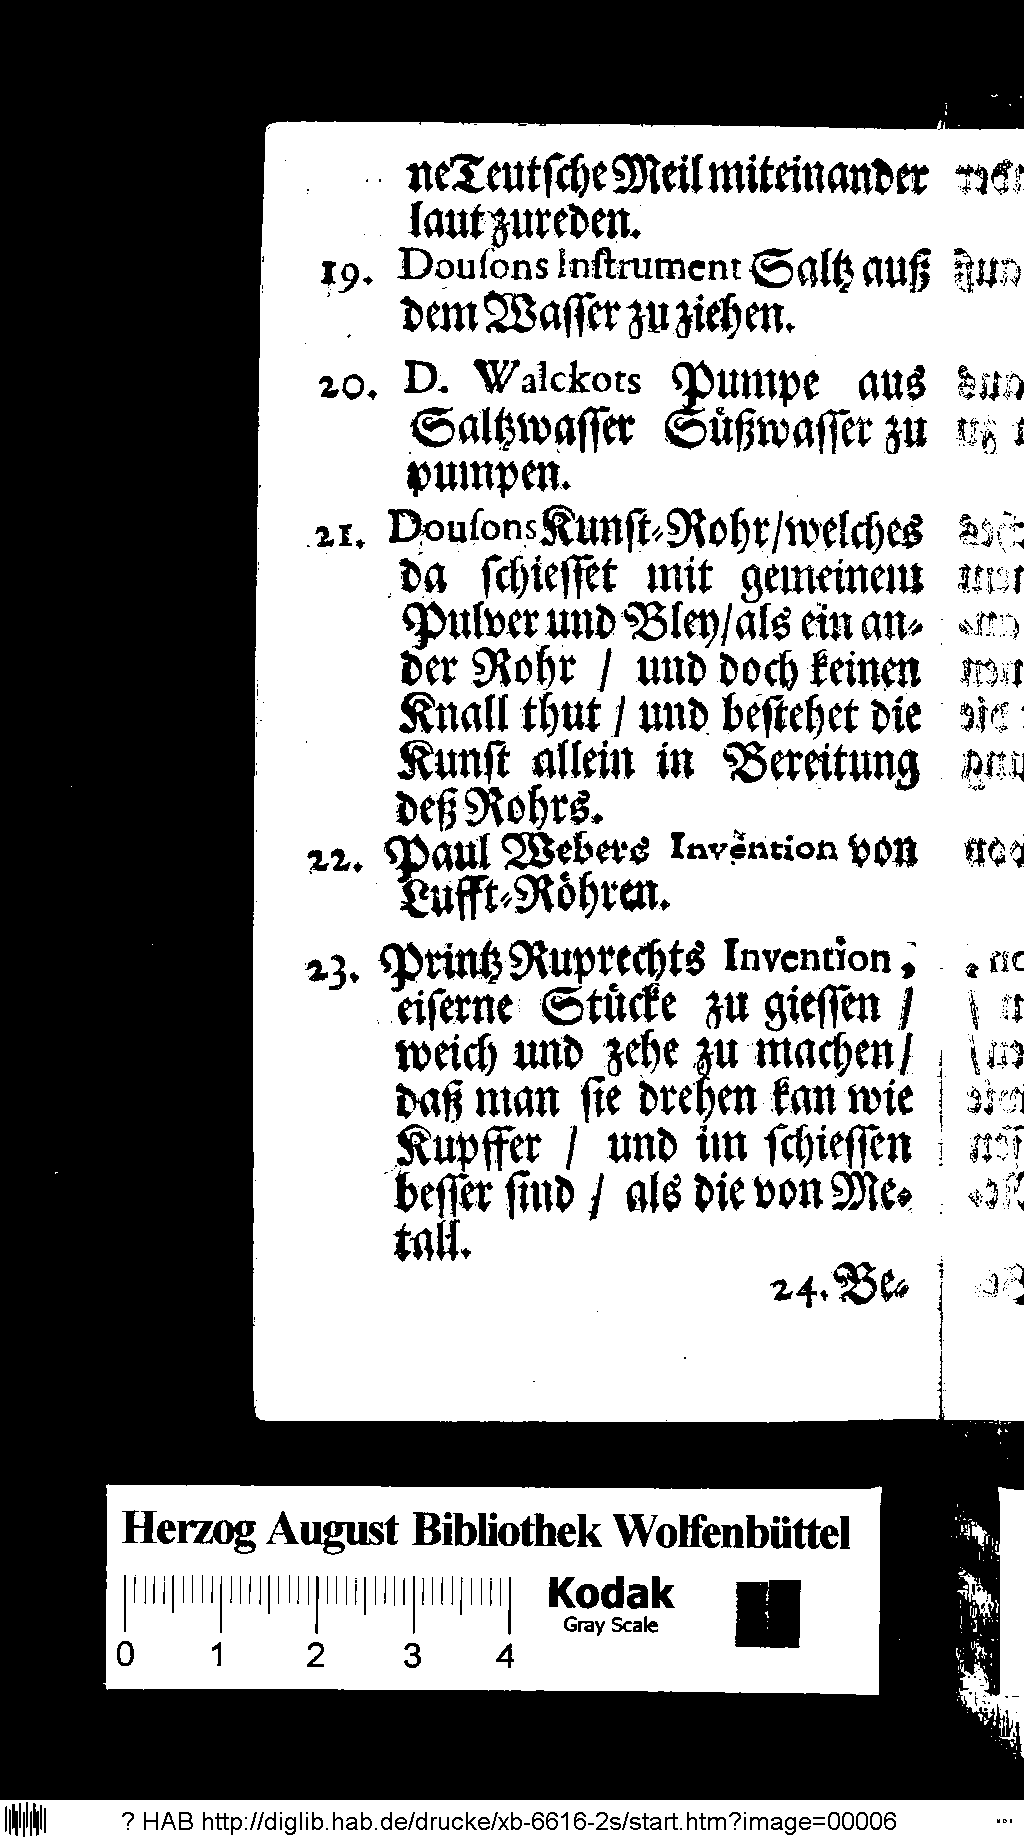 ne Teutsche Meil miteinander
laut zureden.
19. Douſons Inſtrument Saltz auß
dem Waſſer zu ziehen.
20. D. Walckots Pumpe aus
Saltzwaſſer Süßwaſſer zu
pumpen.
21. Douſons Kunſt-Rohr/welches
da ſchieſſet mit gemeinem
Pulver und Bley/als ein an-
der Rohr / und doch keinen
Knall thut / und beſtehet die
Kunſt allein in Bereitung
deß Rohrs.
22. Paul Webers Invention von
Lufft-Röhren.
23. Printz Ruprechts Invention,
eiſerne Stücke zu gieſſen /
weich und zehe zu machen/
daß man ſie drehen kan wie
Kupffer / und im ſchieſſen
beſſer ſind / als die von Me-
tall.
24. Be-
Herzog August Bibliothek Wolfenbüttel
Kodak
Gray Scale
0 1 2 3 4
? HAB http://diglib.hab.de/drucke/xb-6616-2s/start.htm?image=00006